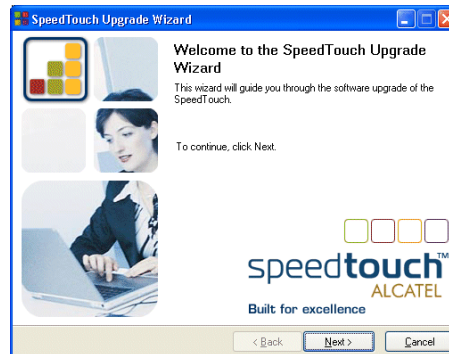 SpeedTouch Upgrade Wizard
Welcome to the SpeedTouch Upgrade
Wizard
This wizard will guide you through the software upgrade of the
SpeedTouch.
To continue, click Next.
speedtouch™
ALCATEL
Built for excellence
< Back
Next >
Cancel